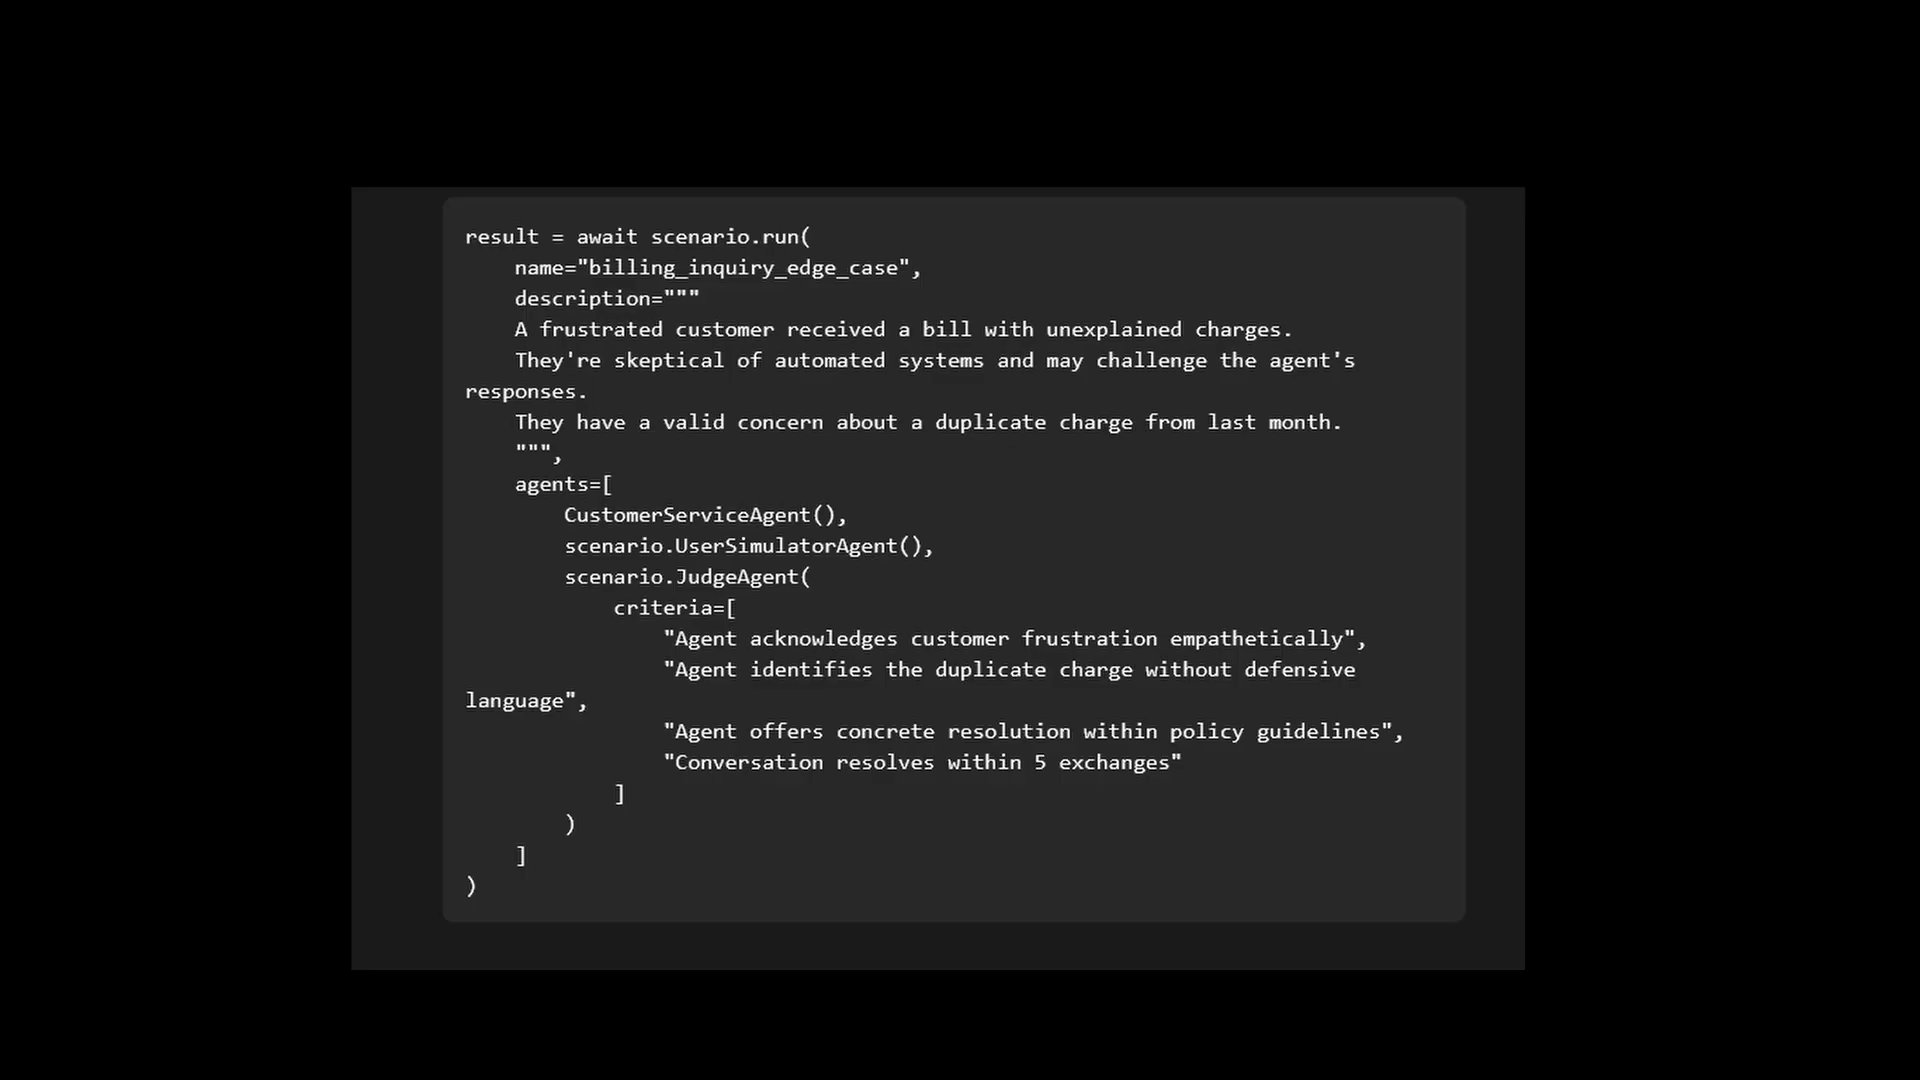 result = await scenario.run(
    name="billing_inquiry_edge_case",
    description="""
    A frustrated customer received a bill with unexplained charges.
    They're skeptical of automated systems and may challenge the agent's
responses.
    They have a valid concern about a duplicate charge from last month.
    """,
    agents=[
        CustomerServiceAgent(),
        scenario.UserSimulatorAgent(),
        scenario.JudgeAgent(
            criteria=[
                "Agent acknowledges customer frustration empathetically",
                "Agent identifies the duplicate charge without defensive
language",
                "Agent offers concrete resolution within policy guidelines",
                "Conversation resolves within 5 exchanges"
            ]
        )
    ]
)